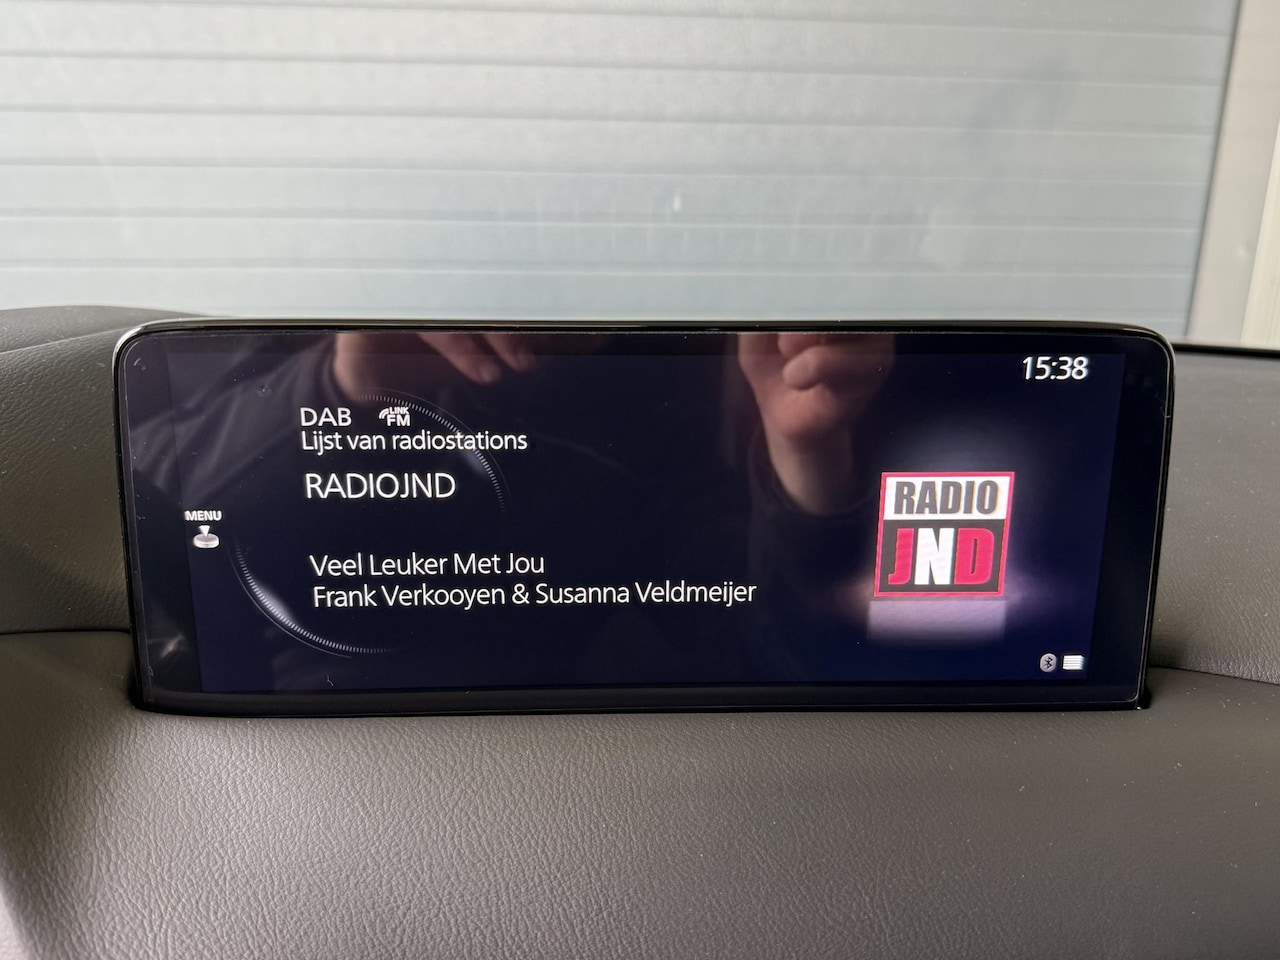 15:38
DAB LINK FM
Lijst van radiostations
RADIOJND
MENU
Veel Leuker Met Jou
Frank Verkooyen & Susanna Veldmeijer
RADIO
JND